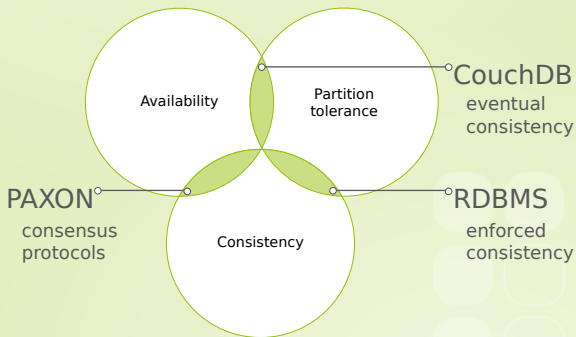 Availability
Partition
tolerance
CouchDB
eventual
consistency
PAXON
consensus
protocols
RDBMS
enforced
consistency
Consistency